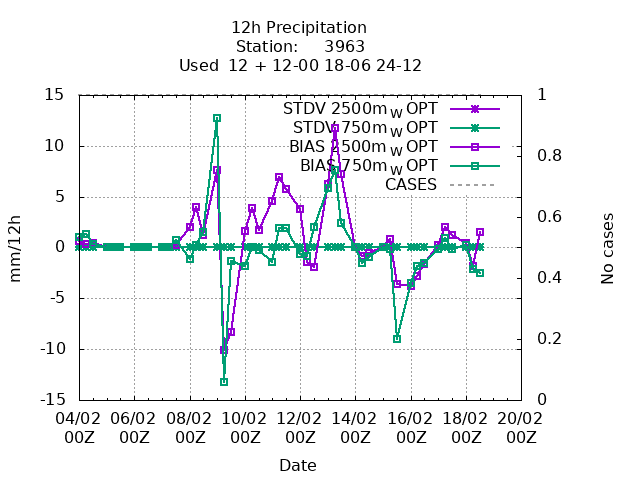 12h Precipitation
Station: 3963
Used 12 + 12-00 18-06 24-12
STDV 2500m W OPT
STDV 750m W OPT
BIAS 2500m W OPT
BIAS 750m W OPT
CASES
15
10
5
0
-5
-10
-15
mm/12h
1
0.8
0.6
0.4
0.2
0
No cases
04/02 06/02 08/02 10/02 12/02 14/02 16/02 18/02 20/02
00Z 00Z 00Z 00Z 00Z 00Z 00Z 00Z 00Z
Date